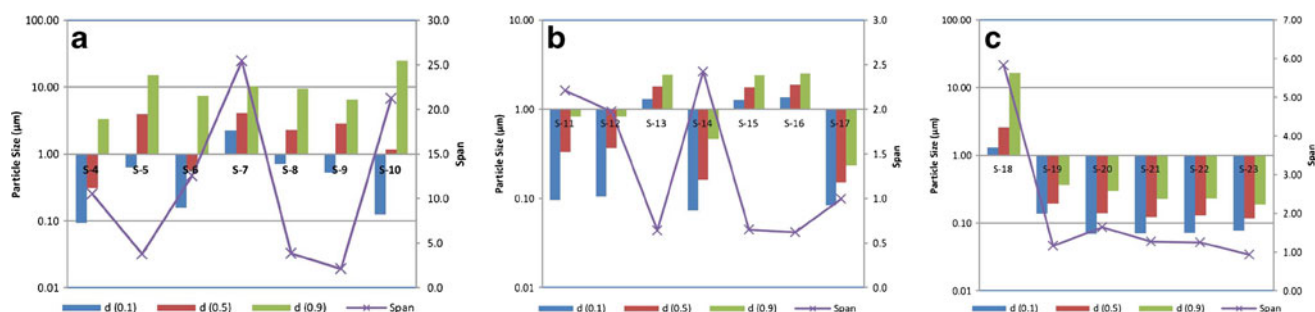 a
100.00
10.00
1.00
0.10
0.01
Particle Size (µm)
30.0
25.0
20.0
15.0
10.0
5.0
0.0
Span
S-4 S-5 S-6 S-7 S-8 S-9 S-10
d (0.1) d (0.5) d (0.9) Span
b
10.00
1.00
0.10
0.01
Particle Size (µm)
3.0
2.5
2.0
1.5
1.0
0.5
0.0
Span
S-11 S-12 S-13 S-14 S-15 S-16 S-17
d (0.1) d (0.5) d (0.9) Span
c
100.00
10.00
1.00
0.10
0.01
Particle Size (µm)
7.00
6.00
5.00
4.00
3.00
2.00
1.00
0.00
Span
S-18 S-19 S-20 S-21 S-22 S-23
d (0.1) d (0.5) d (0.9) Span